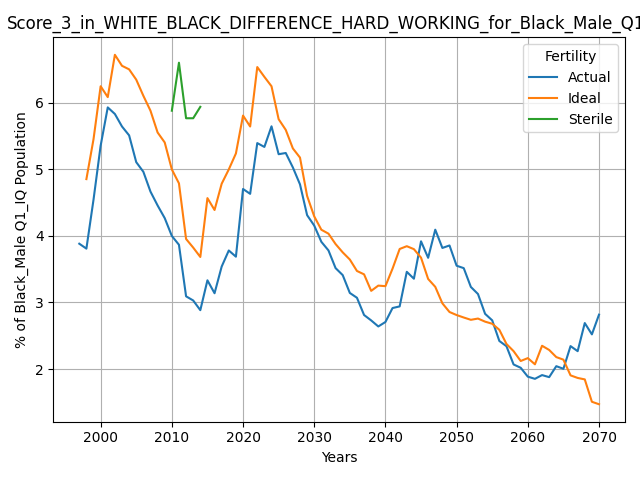 Score_3_in_WHITE_BLACK_DIFFERENCE_HARD_WORKING_for_Black_Male_Q1
Fertility
Actual
Ideal
Sterile
% of Black_Male Q1_IQ Population
6
5
4
3
2
2000 2010 2020 2030 2040 2050 2060 2070
Years